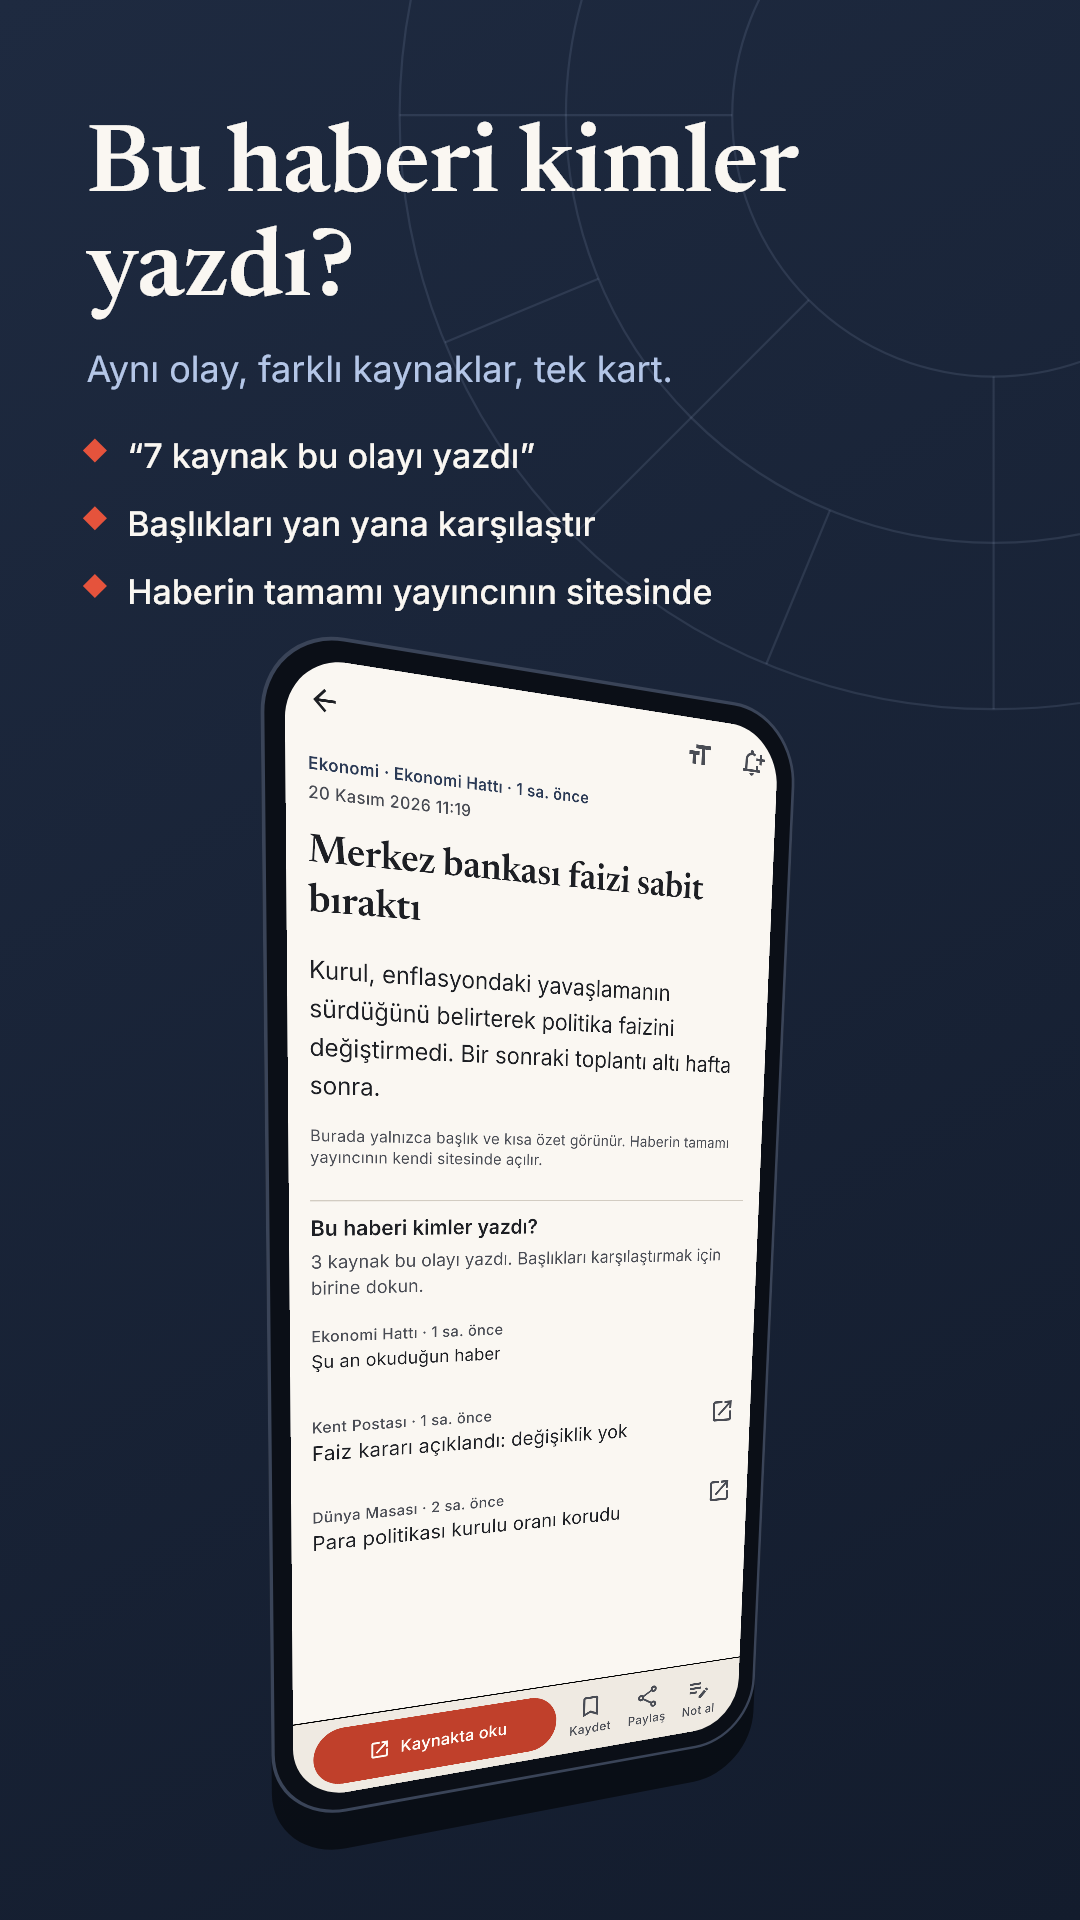 Bu haberi kimler
yazdı?
Aynı olay, farklı kaynaklar, tek kart.
“7 kaynak bu olayı yazdı”
Başlıkları yan yana karşılaştır
Haberin tamamı yayıncının sitesinde
Ekonomi · Ekonomi Hattı · 1 sa. önce
20 Kasım 2026 11:19
Merkez bankası faizi sabit
bıraktı
Kurul, enflasyondaki yavaşlamanın
sürdüğünü belirterek politika faizini
değiştirmedi. Bir sonraki toplantı altı hafta
sonra.
Burada yalnızca başlık ve kısa özet görünür. Haberin tamamı
yayıncının kendi sitesinde açılır.
Bu haberi kimler yazdı?
3 kaynak bu olayı yazdı. Başlıkları karşılaştırmak için
birine dokun.
Ekonomi Hattı · 1 sa. önce
Şu an okuduğun haber
Kent Postası · 1 sa. önce
Faiz kararı açıklandı: değişiklik yok
Dünya Masası · 2 sa. önce
Para politikası kurulu oranı korudu
Kaynakta oku
Kaydet
Paylaş
Not al